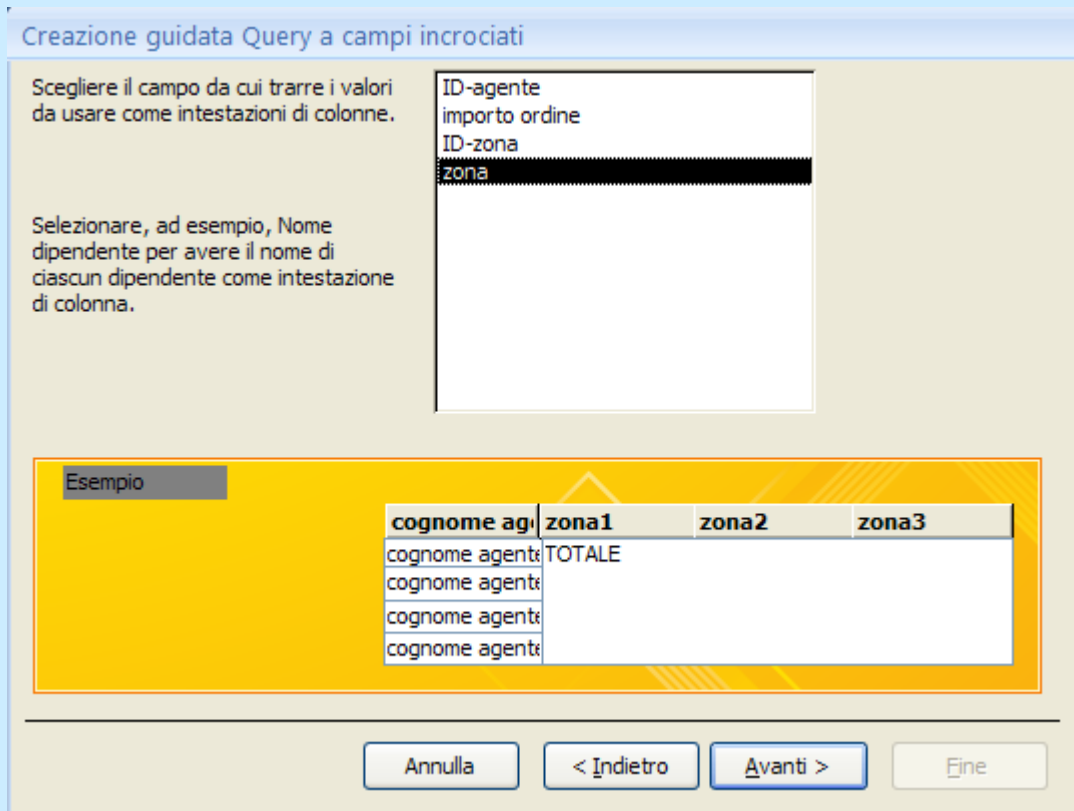 Creazione guidata Query a campi incrociati
Scegliere il campo da cui trarre i valori
da usare come intestazioni di colonne.
Selezionare, ad esempio, Nome
dipendente per avere il nome di
ciascun dipendente come intestazione
di colonna.
ID-agente
importo ordine
ID-zona
zona
Esempio
cognome age zona1 zona2 zona3
cognome agente TOTALE
cognome agente
cognome agente
cognome agente
Annulla
< Indietro
Avanti >
Fine